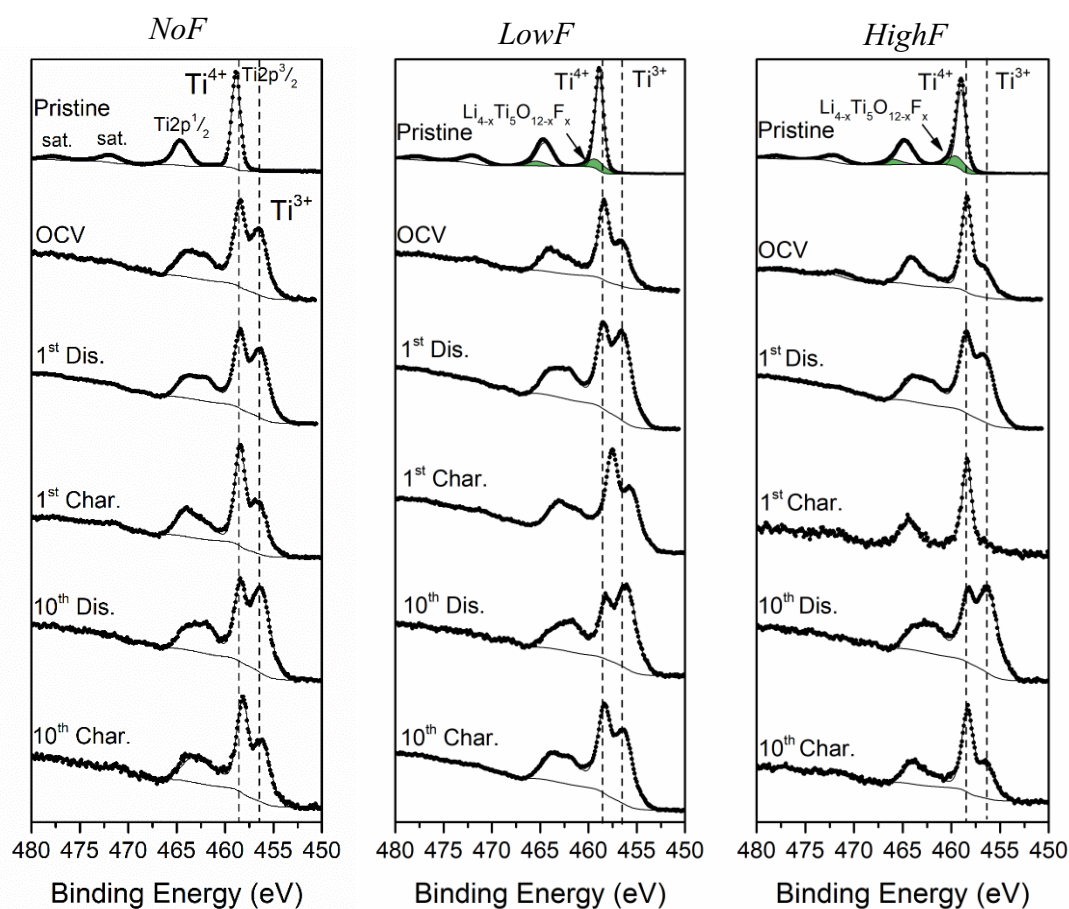 NoF
Ti⁴⁺ Ti2p³/₂
Pristine
sat. sat. Ti2p¹/₂
Ti³⁺
OCV
1ˢᵗ Dis.
1ˢᵗ Char.
10ᵗʰ Dis.
10ᵗʰ Char.
480 475 470 465 460 455 450
Binding Energy (eV)
LowF
Ti⁴⁺ Ti³⁺
Li₄₋ₓTi₅O₁₂₋ₓFₓ
Pristine
OCV
1ˢᵗ Dis.
1ˢᵗ Char.
10ᵗʰ Dis.
10ᵗʰ Char.
480 475 470 465 460 455 450
Binding Energy (eV)
HighF
Ti⁴⁺ Ti³⁺
Li₄₋ₓTi₅O₁₂₋ₓFₓ
Pristine
OCV
1ˢᵗ Dis.
1ˢᵗ Char.
10ᵗʰ Dis.
10ᵗʰ Char.
480 475 470 465 460 455 450
Binding Energy (eV)